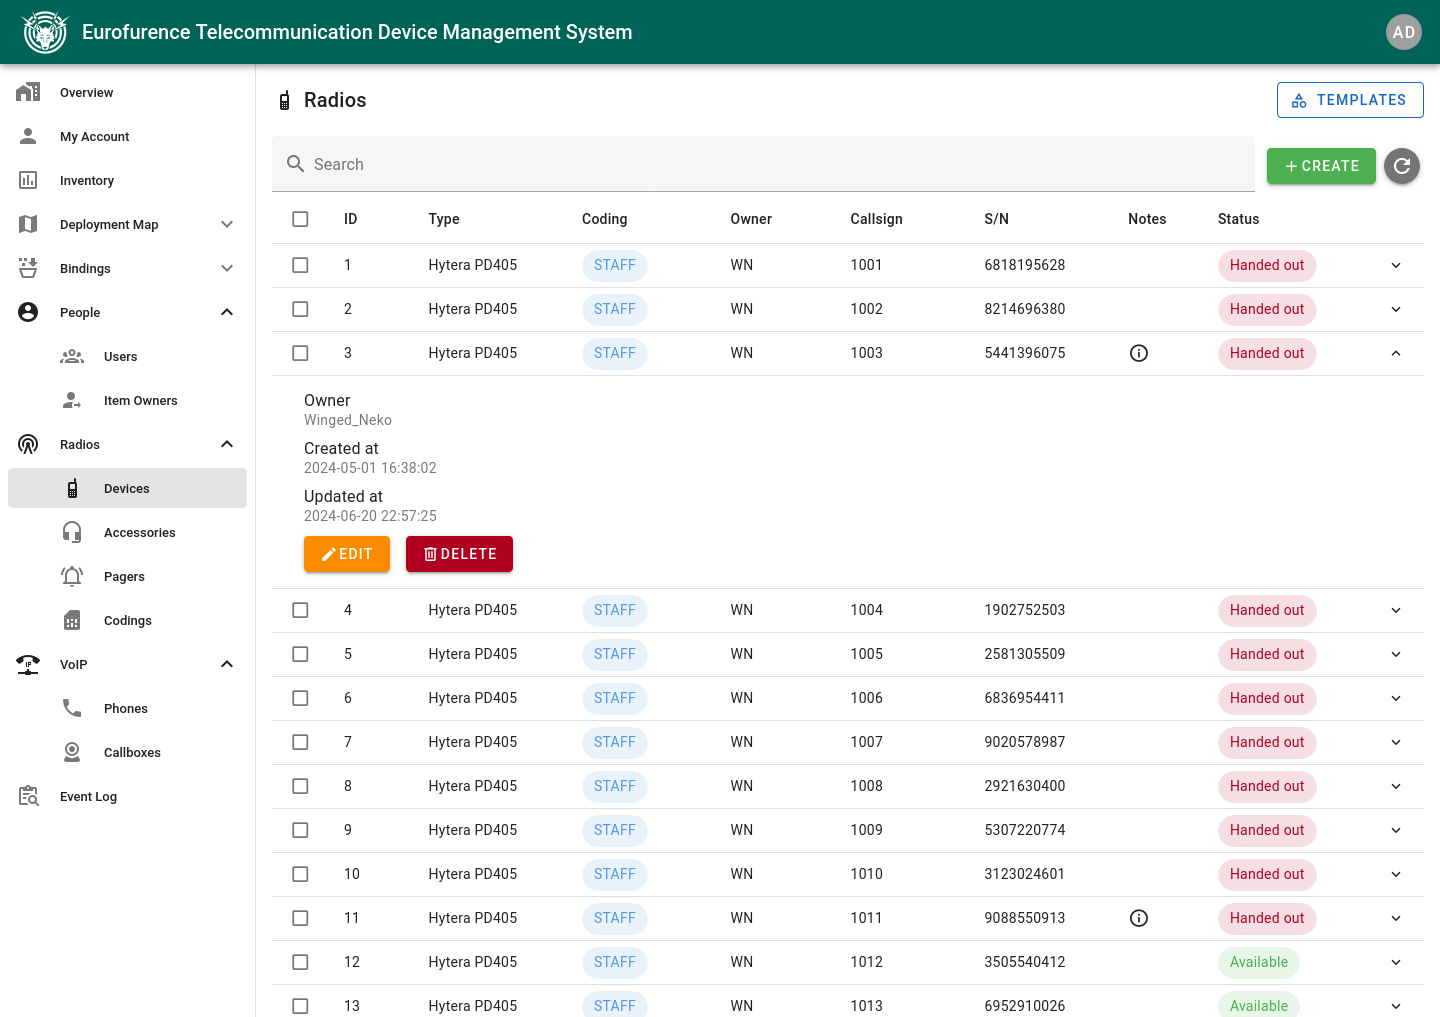 Eurofurence Telecommunication Device Management System
AD
Overview
My Account
Inventory
Deployment Map
Bindings
People
Users
Item Owners
Radios
Devices
Accessories
Pagers
Codings
VoIP
Phones
Callboxes
Event Log
Radios
TEMPLATES
Search
CREATE
ID Type Coding Owner Callsign S/N Notes Status
1 Hytera PD405 STAFF WN 1001 6818195628 Handed out
2 Hytera PD405 STAFF WN 1002 8214696380 Handed out
3 Hytera PD405 STAFF WN 1003 5441396075 Handed out
Owner
Winged_Neko
Created at
2024-05-01 16:38:02
Updated at
2024-06-20 22:57:25
EDIT DELETE
4 Hytera PD405 STAFF WN 1004 1902752503 Handed out
5 Hytera PD405 STAFF WN 1005 2581305509 Handed out
6 Hytera PD405 STAFF WN 1006 6836954411 Handed out
7 Hytera PD405 STAFF WN 1007 9020578987 Handed out
8 Hytera PD405 STAFF WN 1008 2921630400 Handed out
9 Hytera PD405 STAFF WN 1009 5307220774 Handed out
10 Hytera PD405 STAFF WN 1010 3123024601 Handed out
11 Hytera PD405 STAFF WN 1011 9088550913 Handed out
12 Hytera PD405 STAFF WN 1012 3505540412 Available
13 Hytera PD405 STAFF WN 1013 6952910026 Available